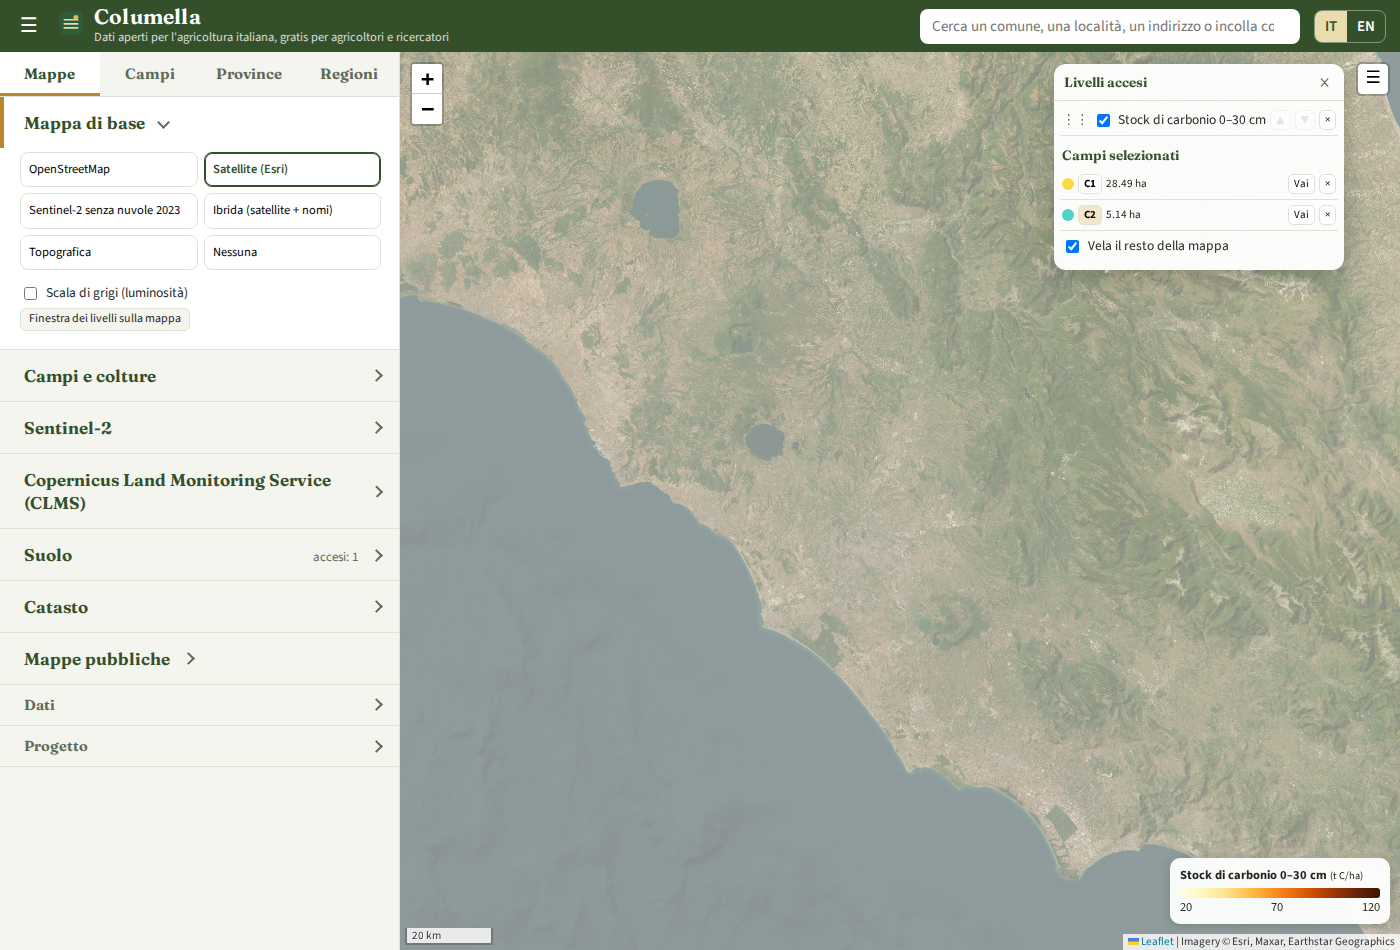 ☰
Columella
Dati aperti per l'agricoltura italiana, gratis per agricoltori e ricercatori
Cerca un comune, una località, un indirizzo o incolla cc
IT EN
Mappe Campi Province Regioni
Mappa di base
OpenStreetMap
Satellite (Esri)
Sentinel-2 senza nuvole 2023
Ibrida (satellite + nomi)
Topografica
Nessuna
Scala di grigi (luminosità)
Finestra dei livelli sulla mappa
Campi e colture
Sentinel-2
Copernicus Land Monitoring Service
(CLMS)
Suolo accesi: 1
Catasto
Mappe pubbliche
Dati
Progetto
+
−
Livelli accesi ×
Stock di carbonio 0–30 cm ▲ ▼ ×
Campi selezionati
C1 28.49 ha Vai ×
C2 5.14 ha Vai ×
Vela il resto della mappa
☰
Stock di carbonio 0–30 cm (t C/ha)
20 70 120
20 km
Leaflet | Imagery © Esri, Maxar, Earthstar Geographics